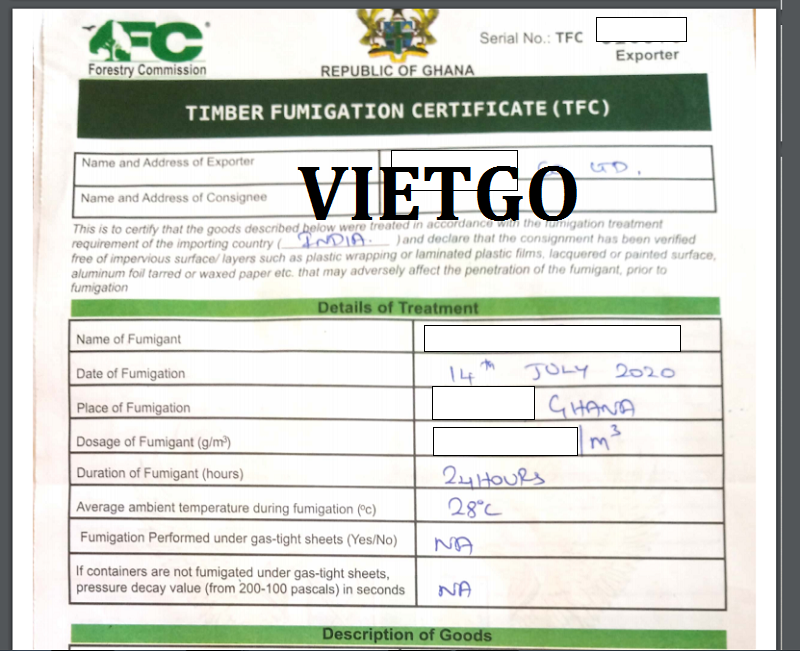 FC
Forestry Commission
REPUBLIC OF GHANA
Serial No.: TFC
Exporter
TIMBER FUMIGATION CERTIFICATE (TFC)
Name and Address of Exporter
LTD.
Name and Address of Consignee
VIETGO
This is to certify that the goods described below were treated in accordance with the fumigation treatment
requirement of the importing country ( INDIA. ) and declare that the consignment has been verified
free of impervious surface/ layers such as plastic wrapping or laminated plastic films, lacquered or painted surface,
aluminum foil tarred or waxed paper etc. that may adversely affect the penetration of the fumigant, prior to
fumigation
Details of Treatment
Name of Fumigant
Date of Fumigation 14th JULY 2020
Place of Fumigation GHANA
Dosage of Fumigant (g/m³) /m³
Duration of Fumigant (hours) 24 HOURS
Average ambient temperature during fumigation (ºc) 28°C
Fumigation Performed under gas-tight sheets (Yes/No) NA
If containers are not fumigated under gas-tight sheets,
pressure decay value (from 200-100 pascals) in seconds NA
Description of Goods